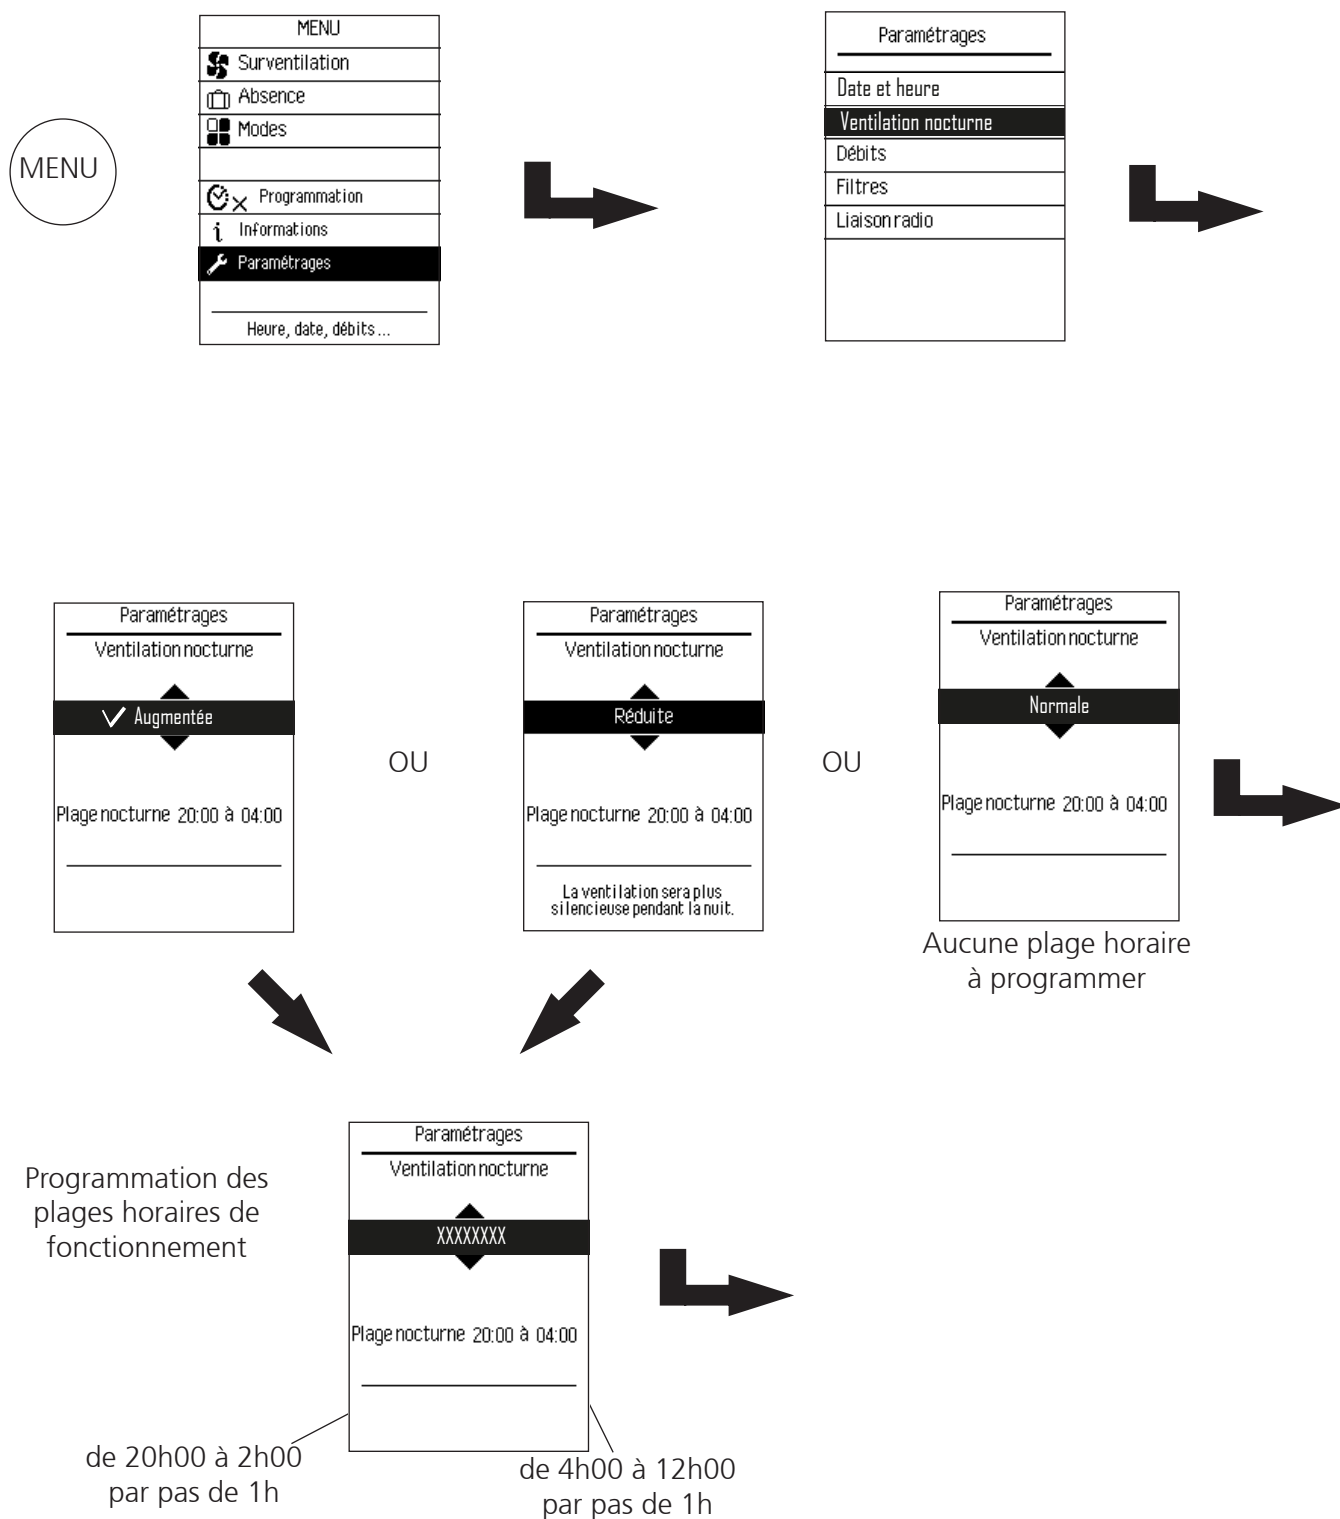 MENU
MENU
Surventilation
Absence
Modes
Programmation
Informations
Paramétrages
Heure, date, débits ...
Paramétrages
Date et heure
Ventilation nocturne
Débits
Filtres
Liaison radio
Paramétrages
Ventilation nocturne
Augmentée
Plage nocturne 20:00 à 04:00
OU
Paramétrages
Ventilation nocturne
Réduite
Plage nocturne 20:00 à 04:00
La ventilation sera plus
silencieuse pendant la nuit.
OU
Paramétrages
Ventilation nocturne
Normale
Plage nocturne 20:00 à 04:00
Aucune plage horaire
à programmer
Programmation des
plages horaires de
fonctionnement
Paramétrages
Ventilation nocturne
XXXXXXXX
Plage nocturne 20:00 à 04:00
de 20h00 à 2h00
par pas de 1h
de 4h00 à 12h00
par pas de 1h